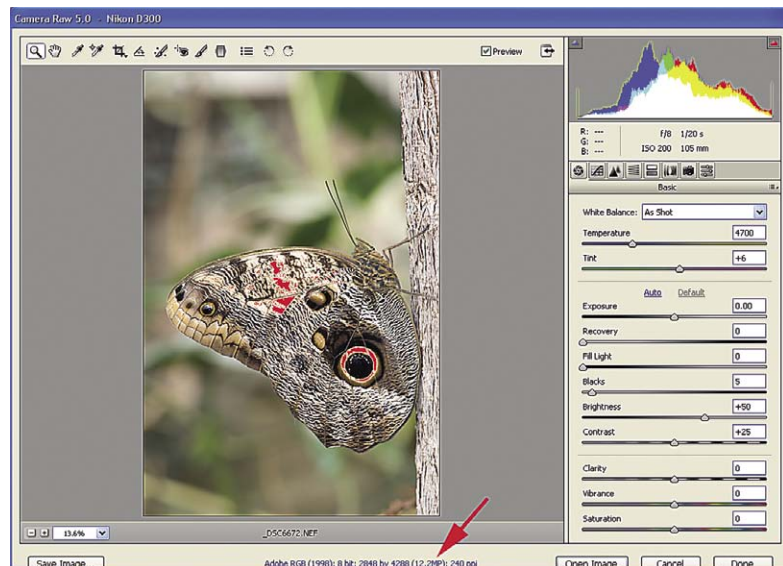 Camera Raw 5.0 - Nikon D300
Preview
R: --- f/8 1/20 s
G: ---
B: --- ISO 200 105 mm
Basic
White Balance: As Shot
Temperature 4700
Tint +6
Auto Default
Exposure 0.00
Recovery 0
Fill Light 0
Blacks 5
Brightness +50
Contrast +25
Clarity 0
Vibrance 0
Saturation 0
13.6% _DSC6672.NEF
Save Image... Adobe RGB (1998); 8 bit; 2848 by 4288 (12.2MP); 240 ppi Open Image Cancel Done